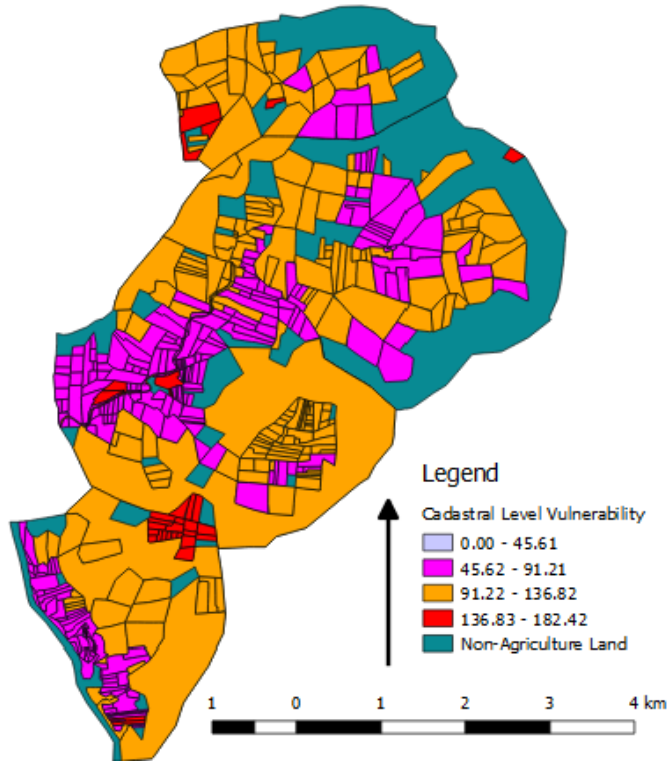 Legend
Cadastral Level Vulnerability
0.00 - 45.61
45.62 - 91.21
91.22 - 136.82
136.83 - 182.42
Non-Agriculture Land
1 0 1 2 3 4 km